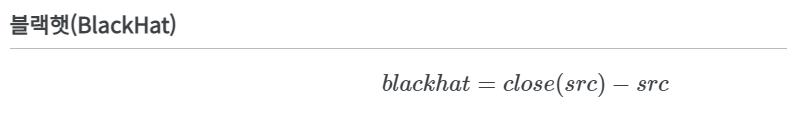 블랙햇(BlackHat)
blackhat = close(src) − src